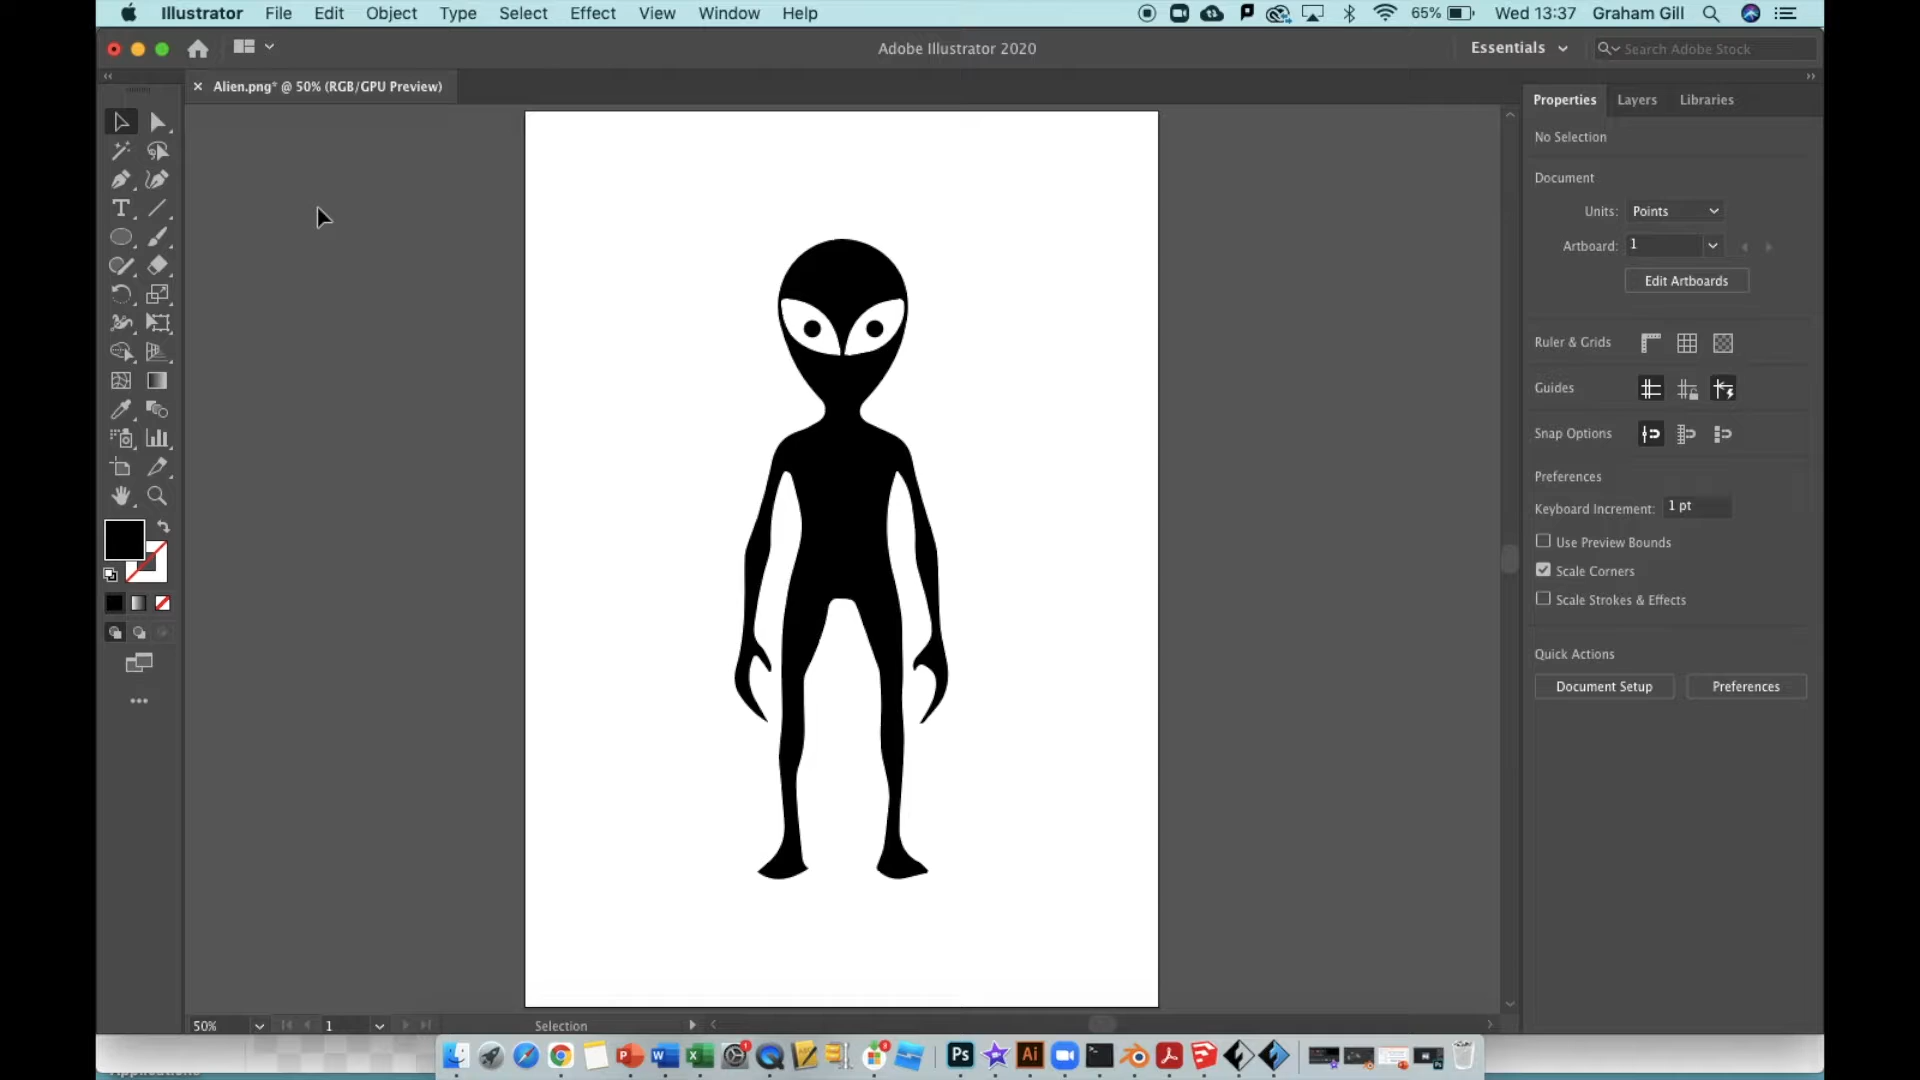 Illustrator File Edit Object Type Select Effect View Window Help 65% Wed 13:37 Graham Gill
Adobe Illustrator 2020 Essentials Search Adobe Stock
Alien.png* @ 50% (RGB/GPU Preview)
Properties Layers Libraries
No Selection
Document
Units: Points
Artboard: 1
Edit Artboards
Ruler & Grids
Guides
Snap Options
Preferences
Keyboard Increment: 1 pt
Use Preview Bounds
Scale Corners
Scale Strokes & Effects
Quick Actions
Document Setup Preferences
50% 1 Selection
Ps Ai